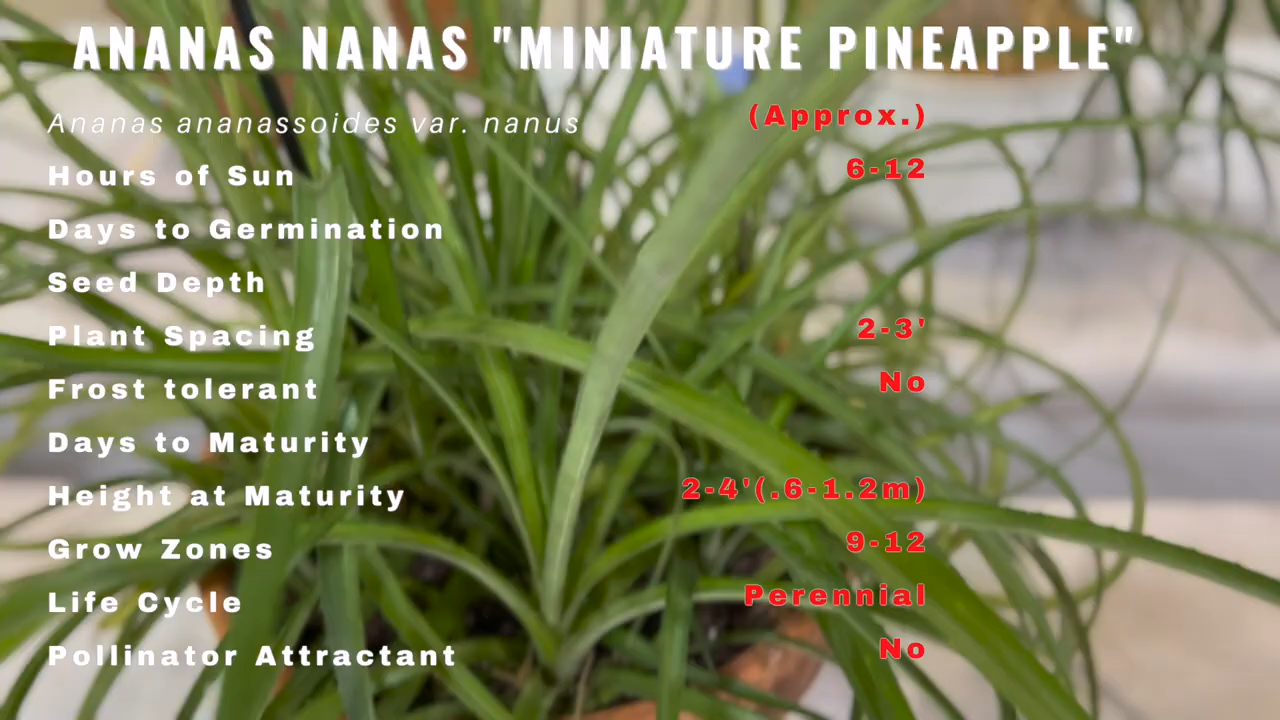 ANANAS NANAS "MINIATURE PINEAPPLE"
Ananas ananassoides var. nanus (Approx.)
Hours of Sun 6-12
Days to Germination
Seed Depth
Plant Spacing 2-3'
Frost tolerant No
Days to Maturity
Height at Maturity 2-4'(.6-1.2m)
Grow Zones 9-12
Life Cycle Perennial
Pollinator Attractant No